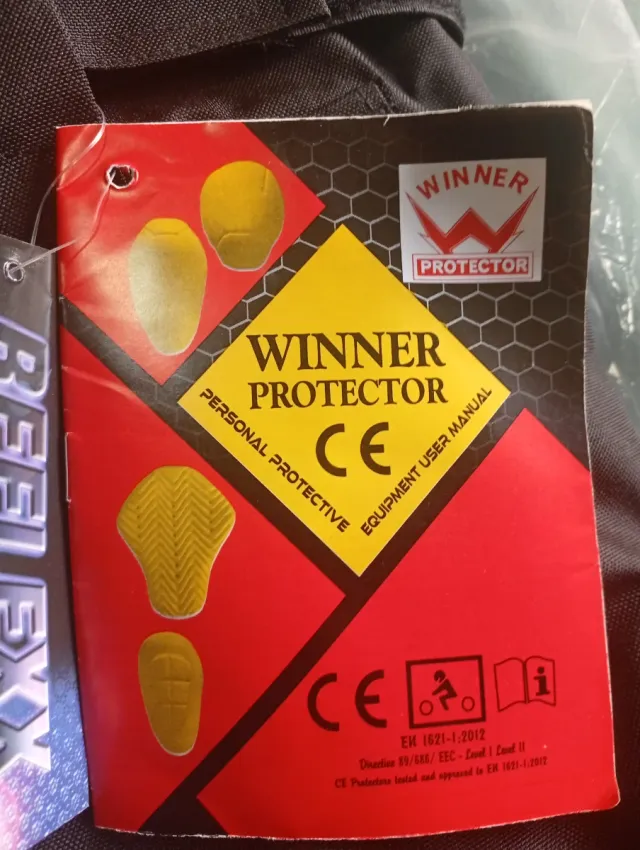 WINNER
PROTECTOR
WINNER
PROTECTOR
CE
PERSONAL PROTECTIVE
EQUIPMENT USER MANUAL
CE
i
EN 1621-1:2012
Directive 89/686/ EEC - Level I Level II
CE Protectors tested and approved to EN 1621-1:2012